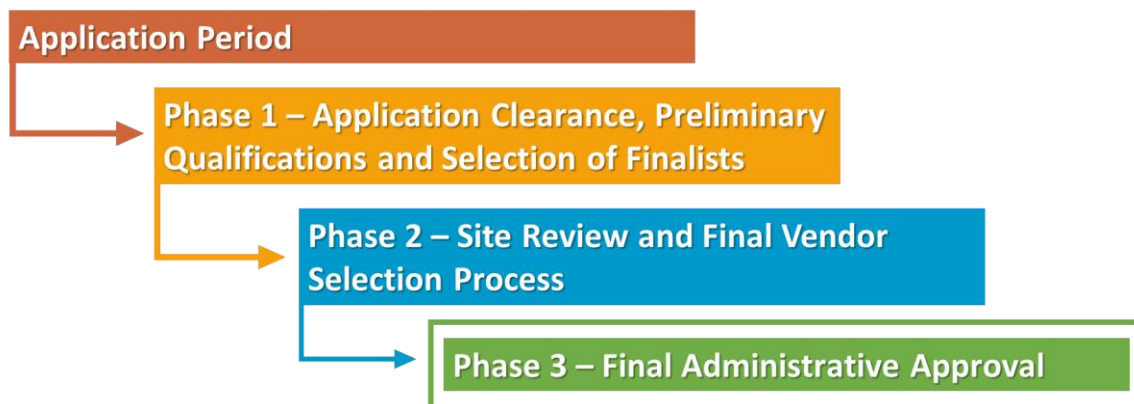 Application Period
Phase 1 – Application Clearance, Preliminary
Qualifications and Selection of Finalists
Phase 2 – Site Review and Final Vendor
Selection Process
Phase 3 – Final Administrative Approval